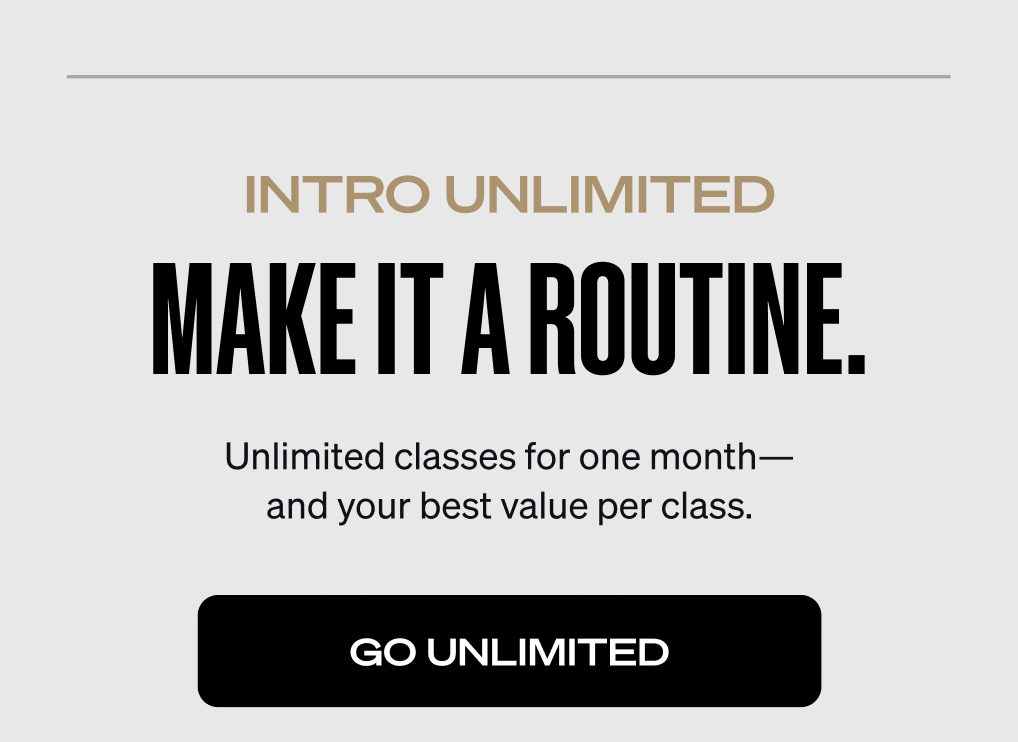 INTRO UNLIMITED
MAKE IT A ROUTINE.
Unlimited classes for one month—
and your best value per class.
GO UNLIMITED